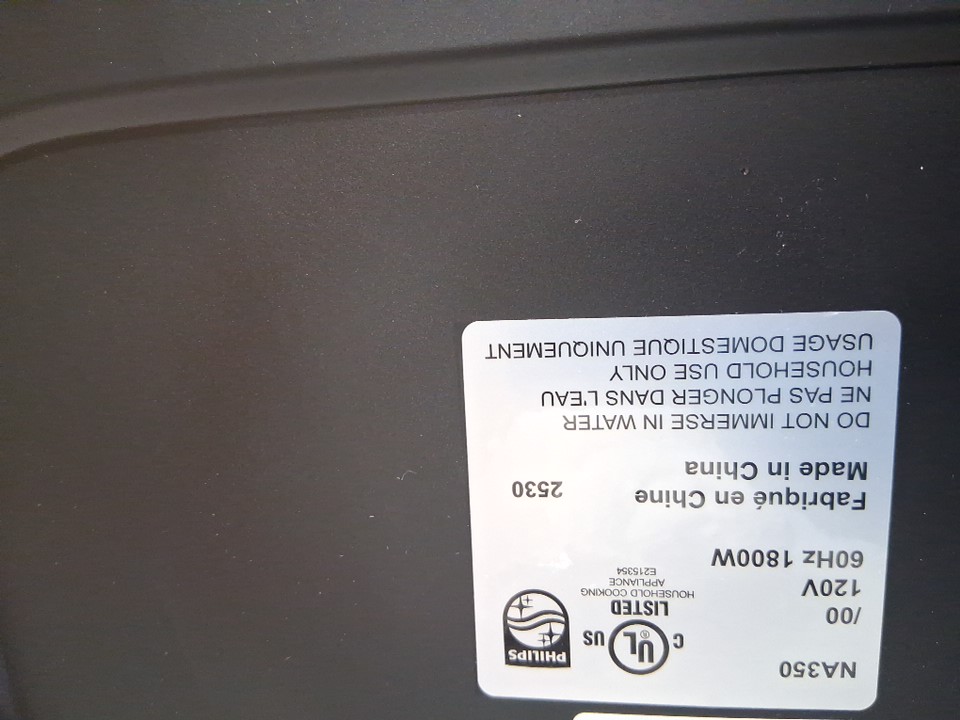 NA350
/00
120V
60Hz 1800W
C UL ® US
LISTED
HOUSEHOLD COOKING
APPLIANCE
E215354
PHILIPS
Fabriqué en Chine
Made in China
2530
DO NOT IMMERSE IN WATER
NE PAS PLONGER DANS L'EAU
HOUSEHOLD USE ONLY
USAGE DOMESTIQUE UNIQUEMENT